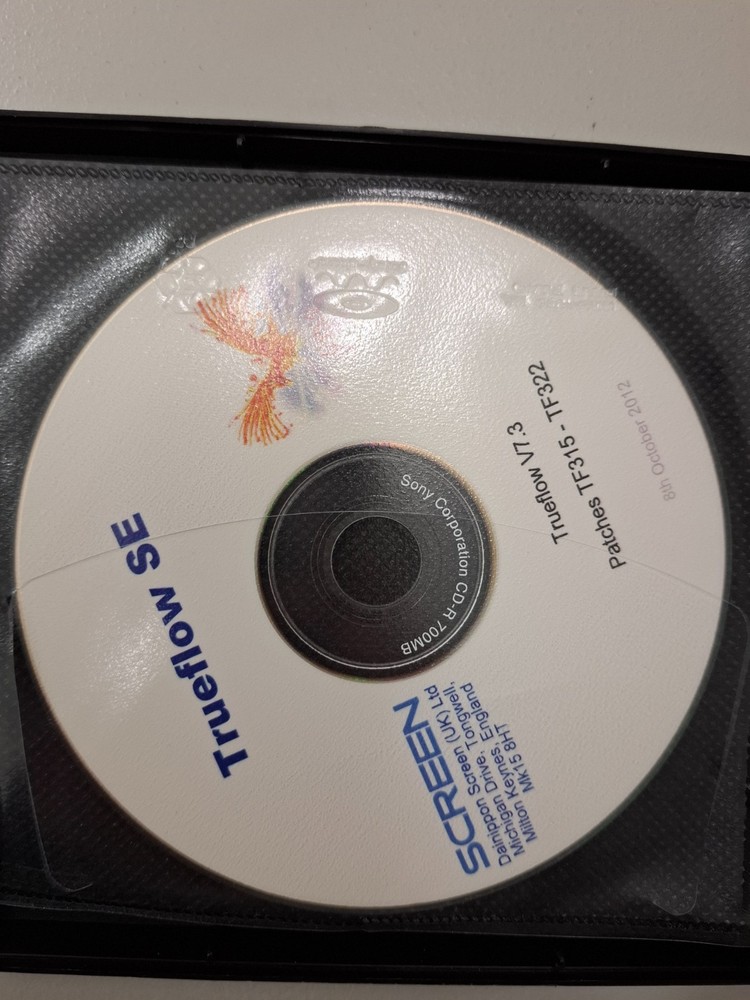 Trueflow SE
Sony Corporation CD-R 700MB
Trueflow V7.3
Patches TF315 - TF322
8th October 2012
SCREEN
Dainippon Screen (UK) Ltd
Michigan Drive, Tongwell,
Milton Keynes, England
MK15 8HT